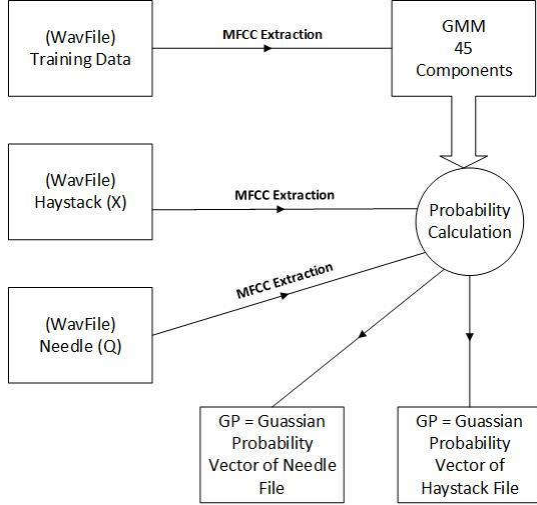 (WavFile)
Training Data
MFCC Extraction
GMM
45
Components
(WavFile)
Haystack (X)
MFCC Extraction
Probability
Calculation
(WavFile)
Needle (Q)
MFCC Extraction
GP = Guassian
Probability
Vector of Needle
File
GP = Guassian
Probability
Vector of
Haystack File